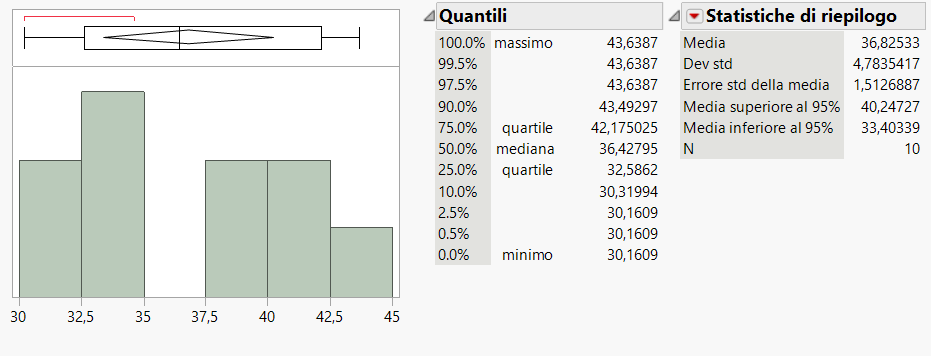 Quantili
100.0% massimo 43,6387
99.5% 43,6387
97.5% 43,6387
90.0% 43,49297
75.0% quartile 42,175025
50.0% mediana 36,42795
25.0% quartile 32,5862
10.0% 30,31994
2.5% 30,1609
0.5% 30,1609
0.0% minimo 30,1609
Statistiche di riepilogo
Media 36,82533
Dev std 4,7835417
Errore std della media 1,5126887
Media superiore al 95% 40,24727
Media inferiore al 95% 33,40339
N 10
30 32,5 35 37,5 40 42,5 45